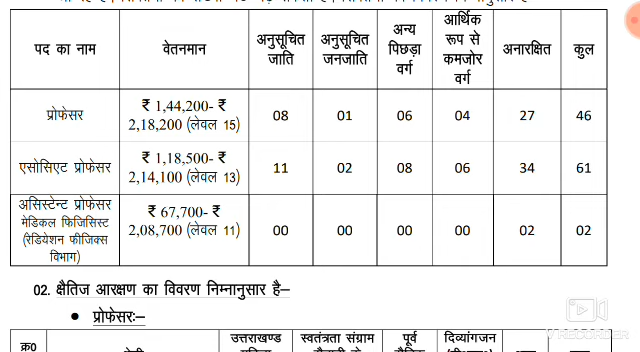 पद का नाम
वेतनमान
अनुसूचित
जाति
अनुसूचित
जनजाति
अन्य
पिछड़ा
वर्ग
आर्थिक
रूप से
कमजोर
वर्ग
अनारक्षित
कुल
प्रोफेसर
₹ 1,44,200- ₹
2,18,200 (लेवल 15)
08
01
06
04
27
46
एसोसिएट प्रोफेसर
₹ 1,18,500- ₹
2,14,100 (लेवल 13)
11
02
08
06
34
61
असिस्टेन्ट प्रोफेसर
मेडिकल फिजिसिस्ट
(रेडियेशन फीजिक्स
विभाग)
₹ 67,700- ₹
2,08,700 (लेवल 11)
00
00
00
00
02
02
02. क्षैतिज आरक्षण का विवरण निम्नानुसार है–
• प्रोफेसरः–
क्र0
उत्तराखण्ड
स्वतंत्रता संग्राम
पूर्व
दिव्यांगजन